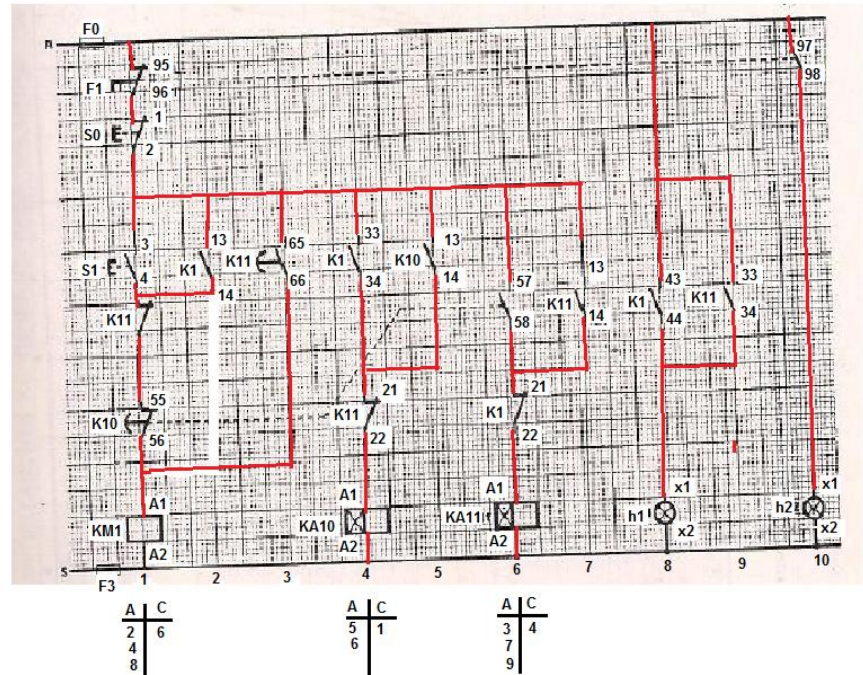 F0
R
95
97
F1
96
98
1
S0
2
3
13
65
33
13
57
13
43
33
S1
4
K1
K11
K1
K10
K11
K1
K11
14
66
34
14
58
14
44
34
K11
55
21
21
K10
56
K11
22
K1
22
A1
A1
A1
x1
x1
KM1
KA10
KA11
h1
h2
A2
A2
A2
x2
x2
S
F3
1 2 3 4 5 6 7 8 9 10
A C A C A C
2 6 5 1 3 4
4 6 7
8 9